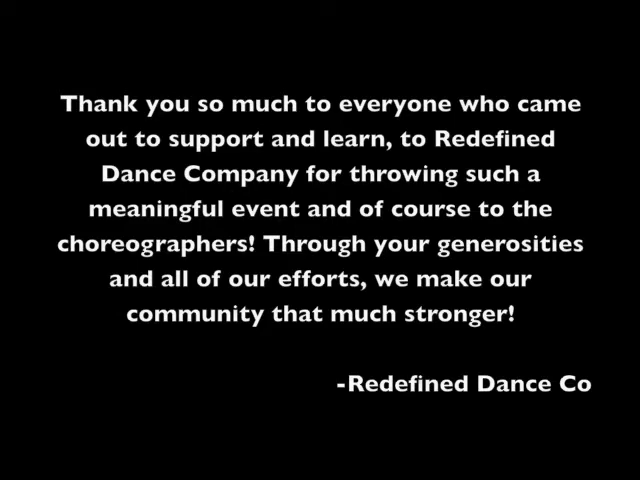 Thank you so much to everyone who came
out to support and learn, to Redefined
Dance Company for throwing such a
meaningful event and of course to the
choreographers! Through your generosities
and all of our efforts, we make our
community that much stronger!
-Redefined Dance Co